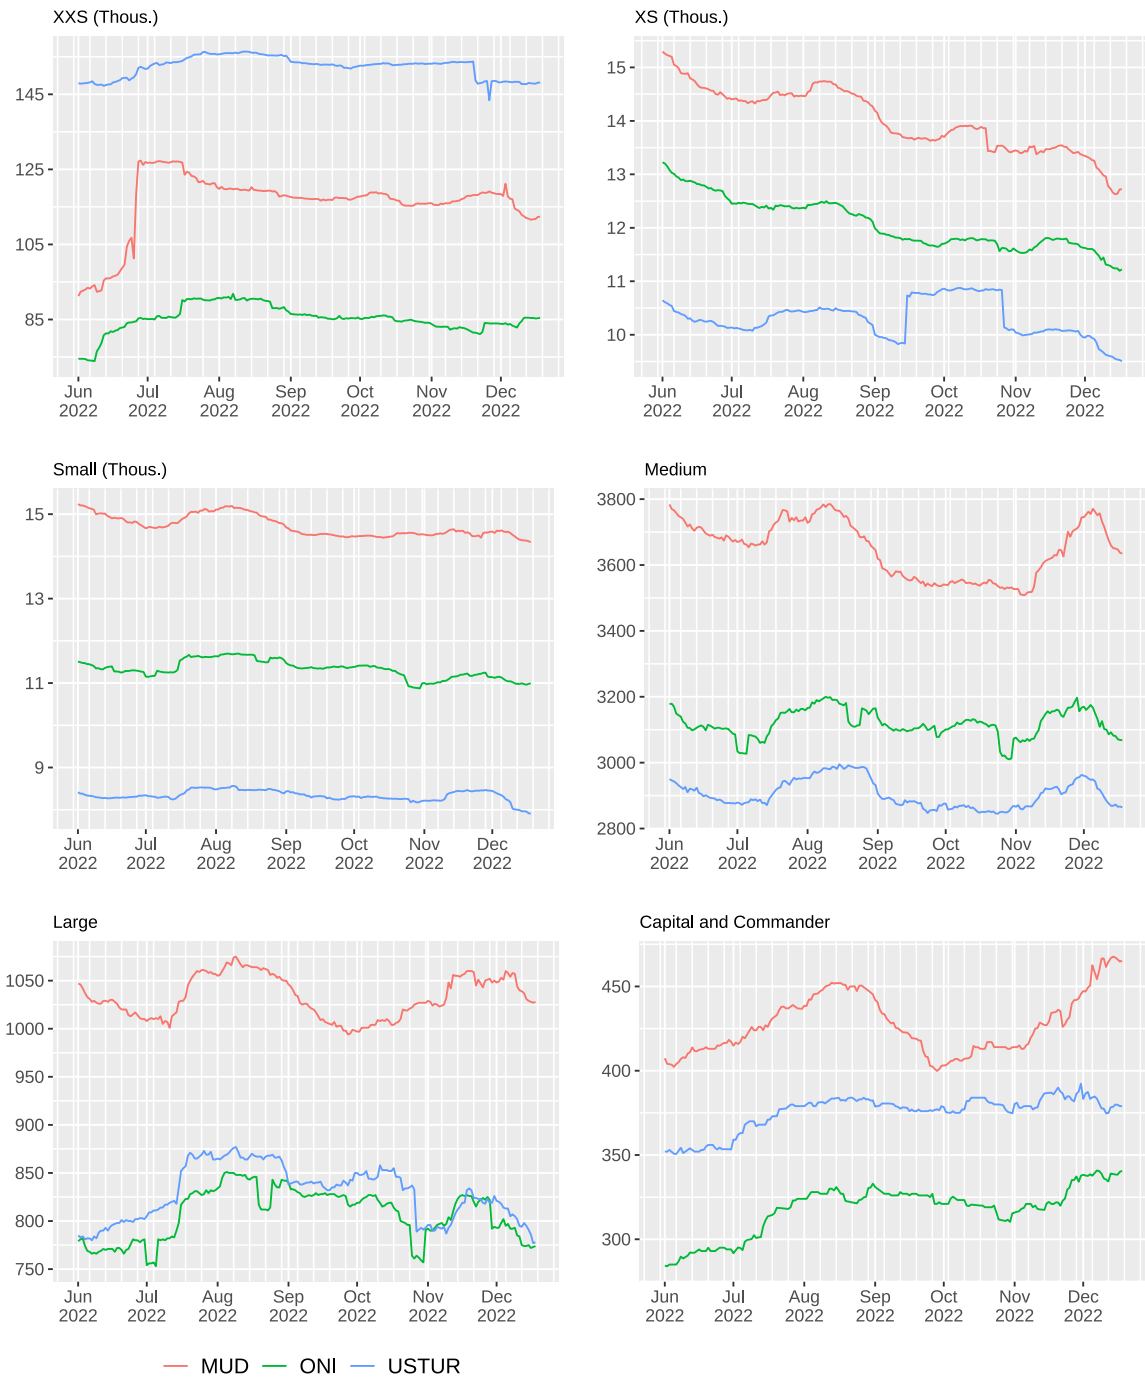 XXS (Thous.)
145
125
105
85
Jun Jul Aug Sep Oct Nov Dec
2022 2022 2022 2022 2022 2022 2022
XS (Thous.)
15
14
13
12
11
10
Jun Jul Aug Sep Oct Nov Dec
2022 2022 2022 2022 2022 2022 2022
Small (Thous.)
15
13
11
9
Jun Jul Aug Sep Oct Nov Dec
2022 2022 2022 2022 2022 2022 2022
Medium
3800
3600
3400
3200
3000
2800
Jun Jul Aug Sep Oct Nov Dec
2022 2022 2022 2022 2022 2022 2022
Large
1050
1000
950
900
850
800
750
Jun Jul Aug Sep Oct Nov Dec
2022 2022 2022 2022 2022 2022 2022
Capital and Commander
450
400
350
300
Jun Jul Aug Sep Oct Nov Dec
2022 2022 2022 2022 2022 2022 2022
MUD ONI USTUR